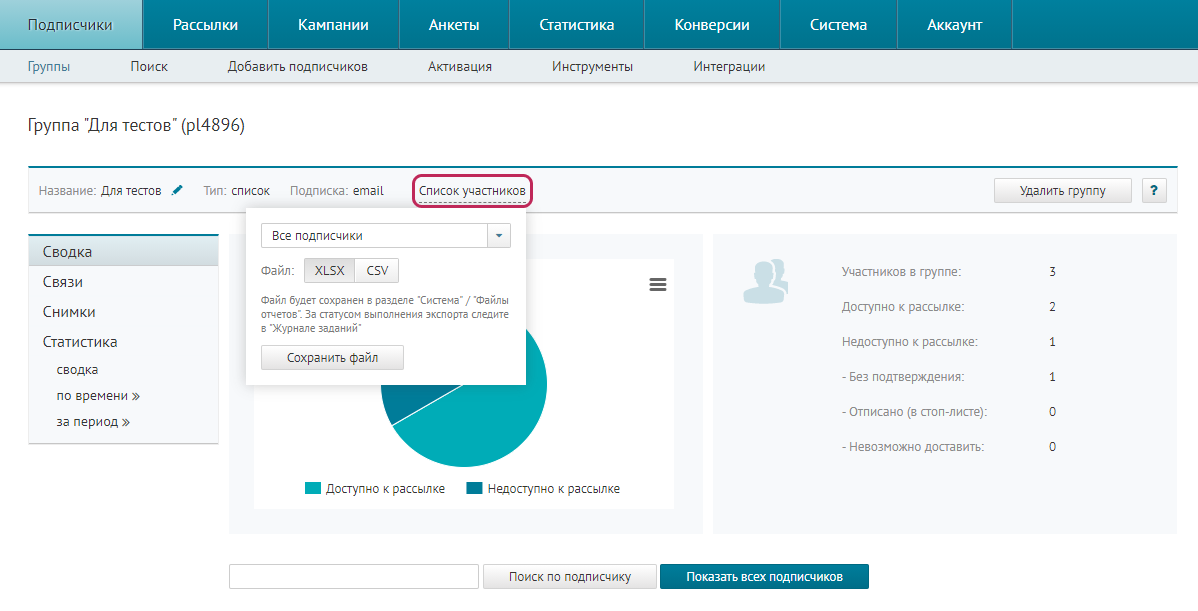 Подписчики Рассылки Кампании Анкеты Статистика Конверсии Система Аккаунт
Группы Поиск Добавить подписчиков Активация Инструменты Интеграции
Группа "Для тестов" (pl4896)
Название: Для тестов Тип: список Подписка: email Список участников Удалить группу ?
Все подписчики
Файл: XLSX CSV
Файл будет сохранен в разделе "Система" / "Файлы
отчетов". За статусом выполнения экспорта следите
в "Журнале заданий"
Сохранить файл
Сводка
Связи
Снимки
Статистика
сводка
по времени »
за период »
Доступно к рассылке Недоступно к рассылке
Участников в группе: 3
Доступно к рассылке: 2
Недоступно к рассылке: 1
- Без подтверждения: 1
- Отписано (в стоп-листе): 0
- Невозможно доставить: 0
Поиск по подписчику Показать всех подписчиков